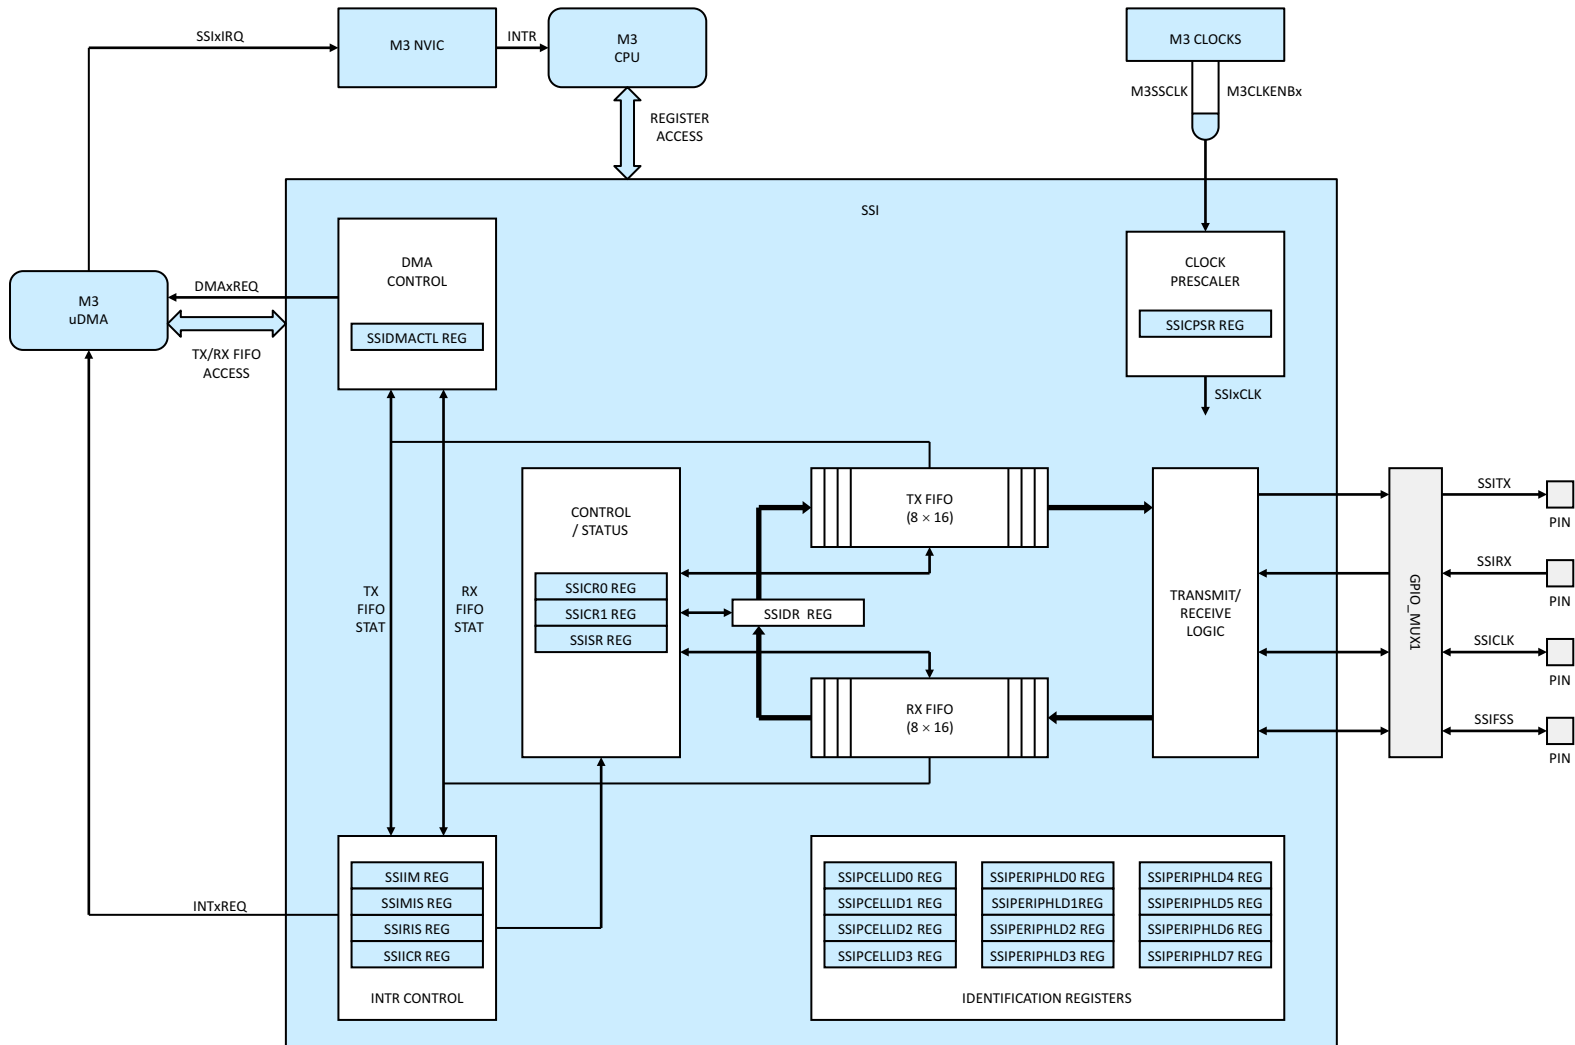 SSIxIRQ
M3 NVIC
INTR
M3
CPU
M3 CLOCKS
M3SSCLK
M3CLKENBx
REGISTER
ACCESS
SSI
DMA
CONTROL
SSIDMACTL REG
CLOCK
PRESCALER
SSICPSR REG
SSIxCLK
M3
uDMA
DMAxREQ
TX/RX FIFO
ACCESS
CONTROL
/ STATUS
SSICR0 REG
SSICR1 REG
SSISR REG
TX
FIFO
STAT
RX
FIFO
STAT
TX FIFO
(8 × 16)
SSIDR REG
RX FIFO
(8 × 16)
TRANSMIT/
RECEIVE
LOGIC
GPIO_MUX1
SSITX
PIN
SSIRX
PIN
SSICLK
PIN
SSIFSS
PIN
INTxREQ
SSIIM REG
SSIMIS REG
SSIRIS REG
SSIICR REG
INTR CONTROL
SSIPCELLID0 REG
SSIPCELLID1 REG
SSIPCELLID2 REG
SSIPCELLID3 REG
SSIPERIPHLD0 REG
SSIPERIPHLD1REG
SSIPERIPHLD2 REG
SSIPERIPHLD3 REG
SSIPERIPHLD4 REG
SSIPERIPHLD5 REG
SSIPERIPHLD6 REG
SSIPERIPHLD7 REG
IDENTIFICATION REGISTERS